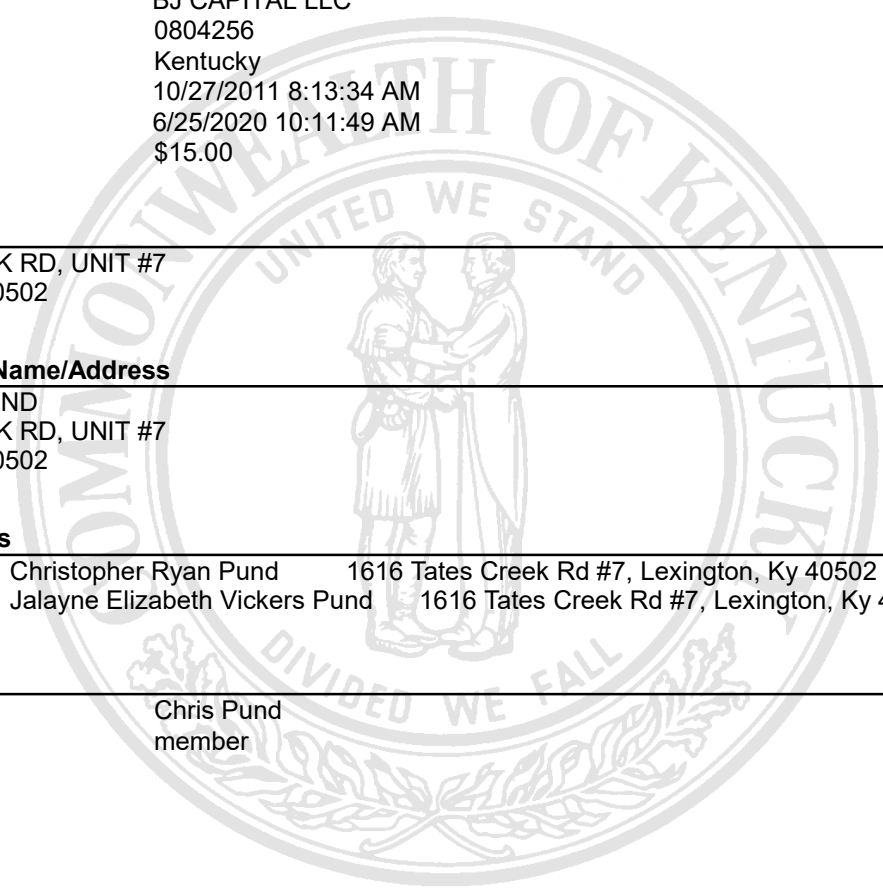 BJ CAPITAL LLC
0804256
Kentucky
10/27/2011 8:13:34 AM
6/25/2020 10:11:49 AM
$15.00
K RD, UNIT #7
0502
Name/Address
ND
K RD, UNIT #7
0502
s
Christopher Ryan Pund 1616 Tates Creek Rd #7, Lexington, Ky 40502
Jalayne Elizabeth Vickers Pund 1616 Tates Creek Rd #7, Lexington, Ky 4
Chris Pund
member
COMMONWEALTH OF KENTUCKY
UNITED WE STAND
DIVIDED WE FALL